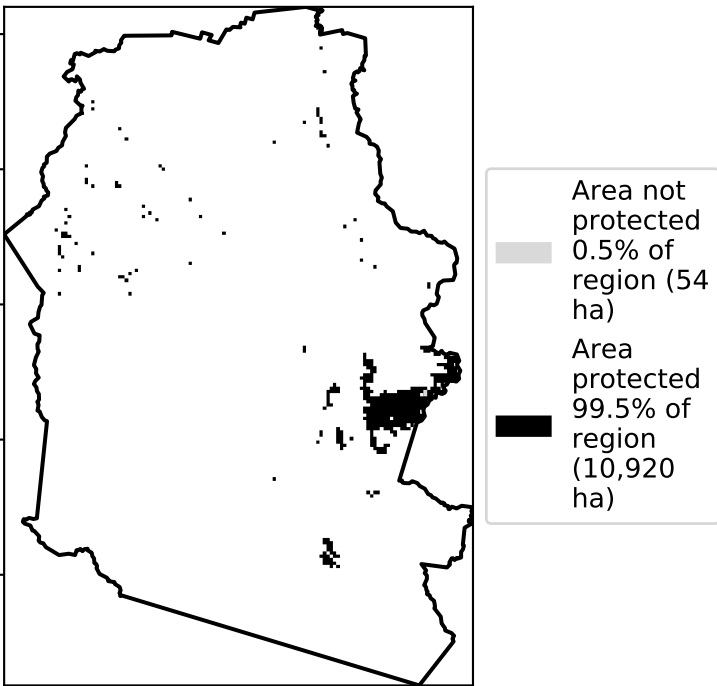 Area not
protected
0.5% of
region (54
ha)
Area
protected
99.5% of
region
(10,920
ha)